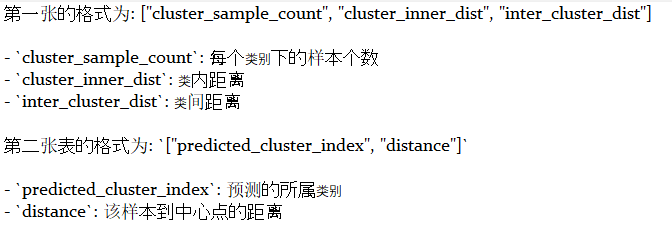 第一张的格式为: ["cluster_sample_count", "cluster_inner_dist", "inter_cluster_dist"]
- `cluster_sample_count`: 每个类别下的样本个数
- `cluster_inner_dist`: 类内距离
- `inter_cluster_dist`: 类间距离
第二张表的格式为: `["predicted_cluster_index", "distance"]`
- `predicted_cluster_index`: 预测的所属类别
- `distance`: 该样本到中心点的距离